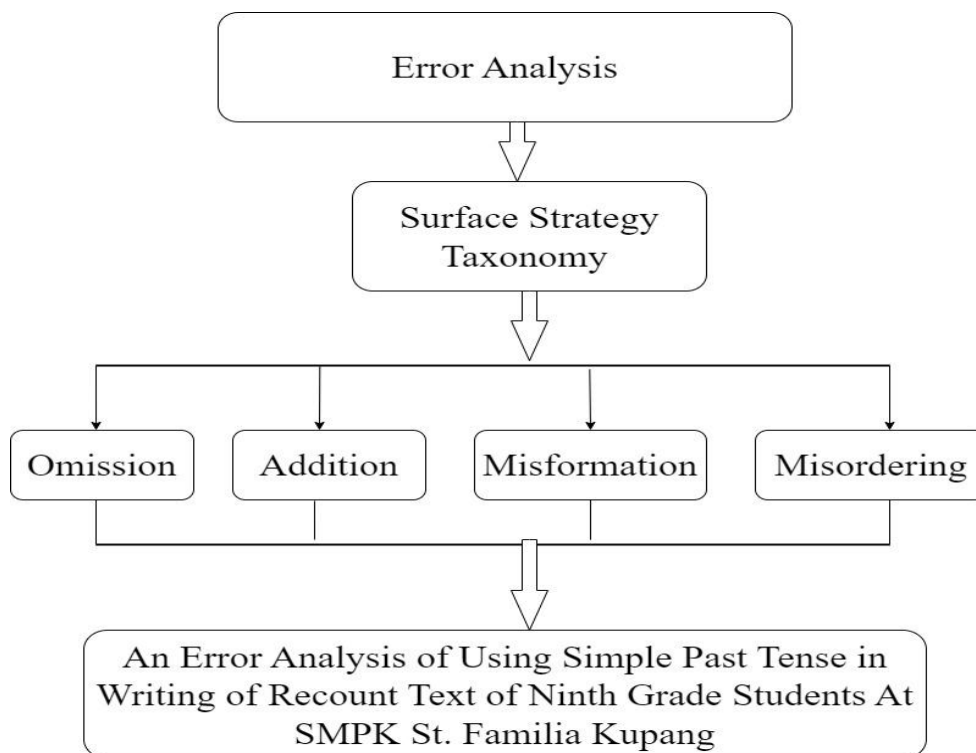 Error Analysis
Surface Strategy
Taxonomy
Omission
Addition
Misformation
Misordering
An Error Analysis of Using Simple Past Tense in
Writing of Recount Text of Ninth Grade Students At
SMPK St. Familia Kupang